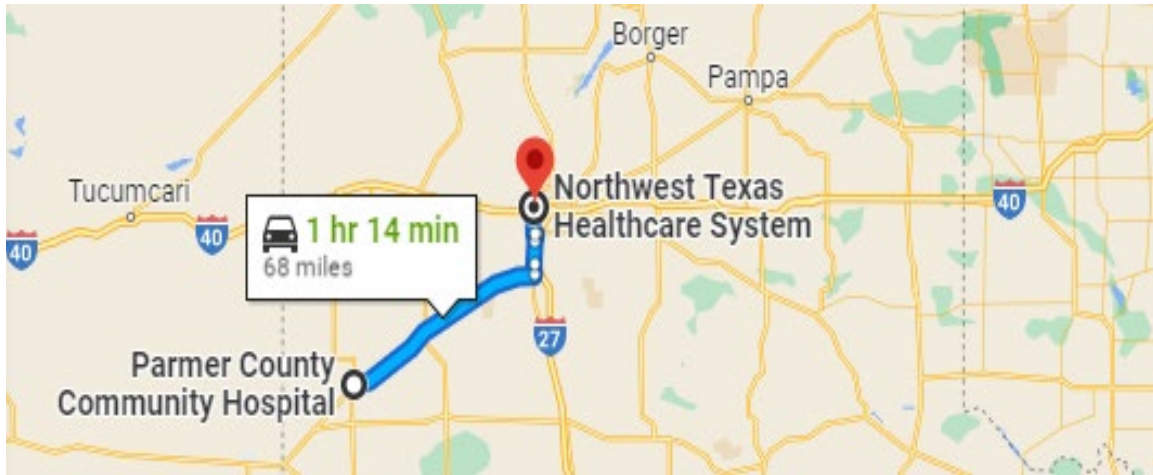 Borger
Pampa
Tucumcari
Northwest Texas
Healthcare System
40
40
40
1 hr 14 min
68 miles
27
Parmer County
Community Hospital